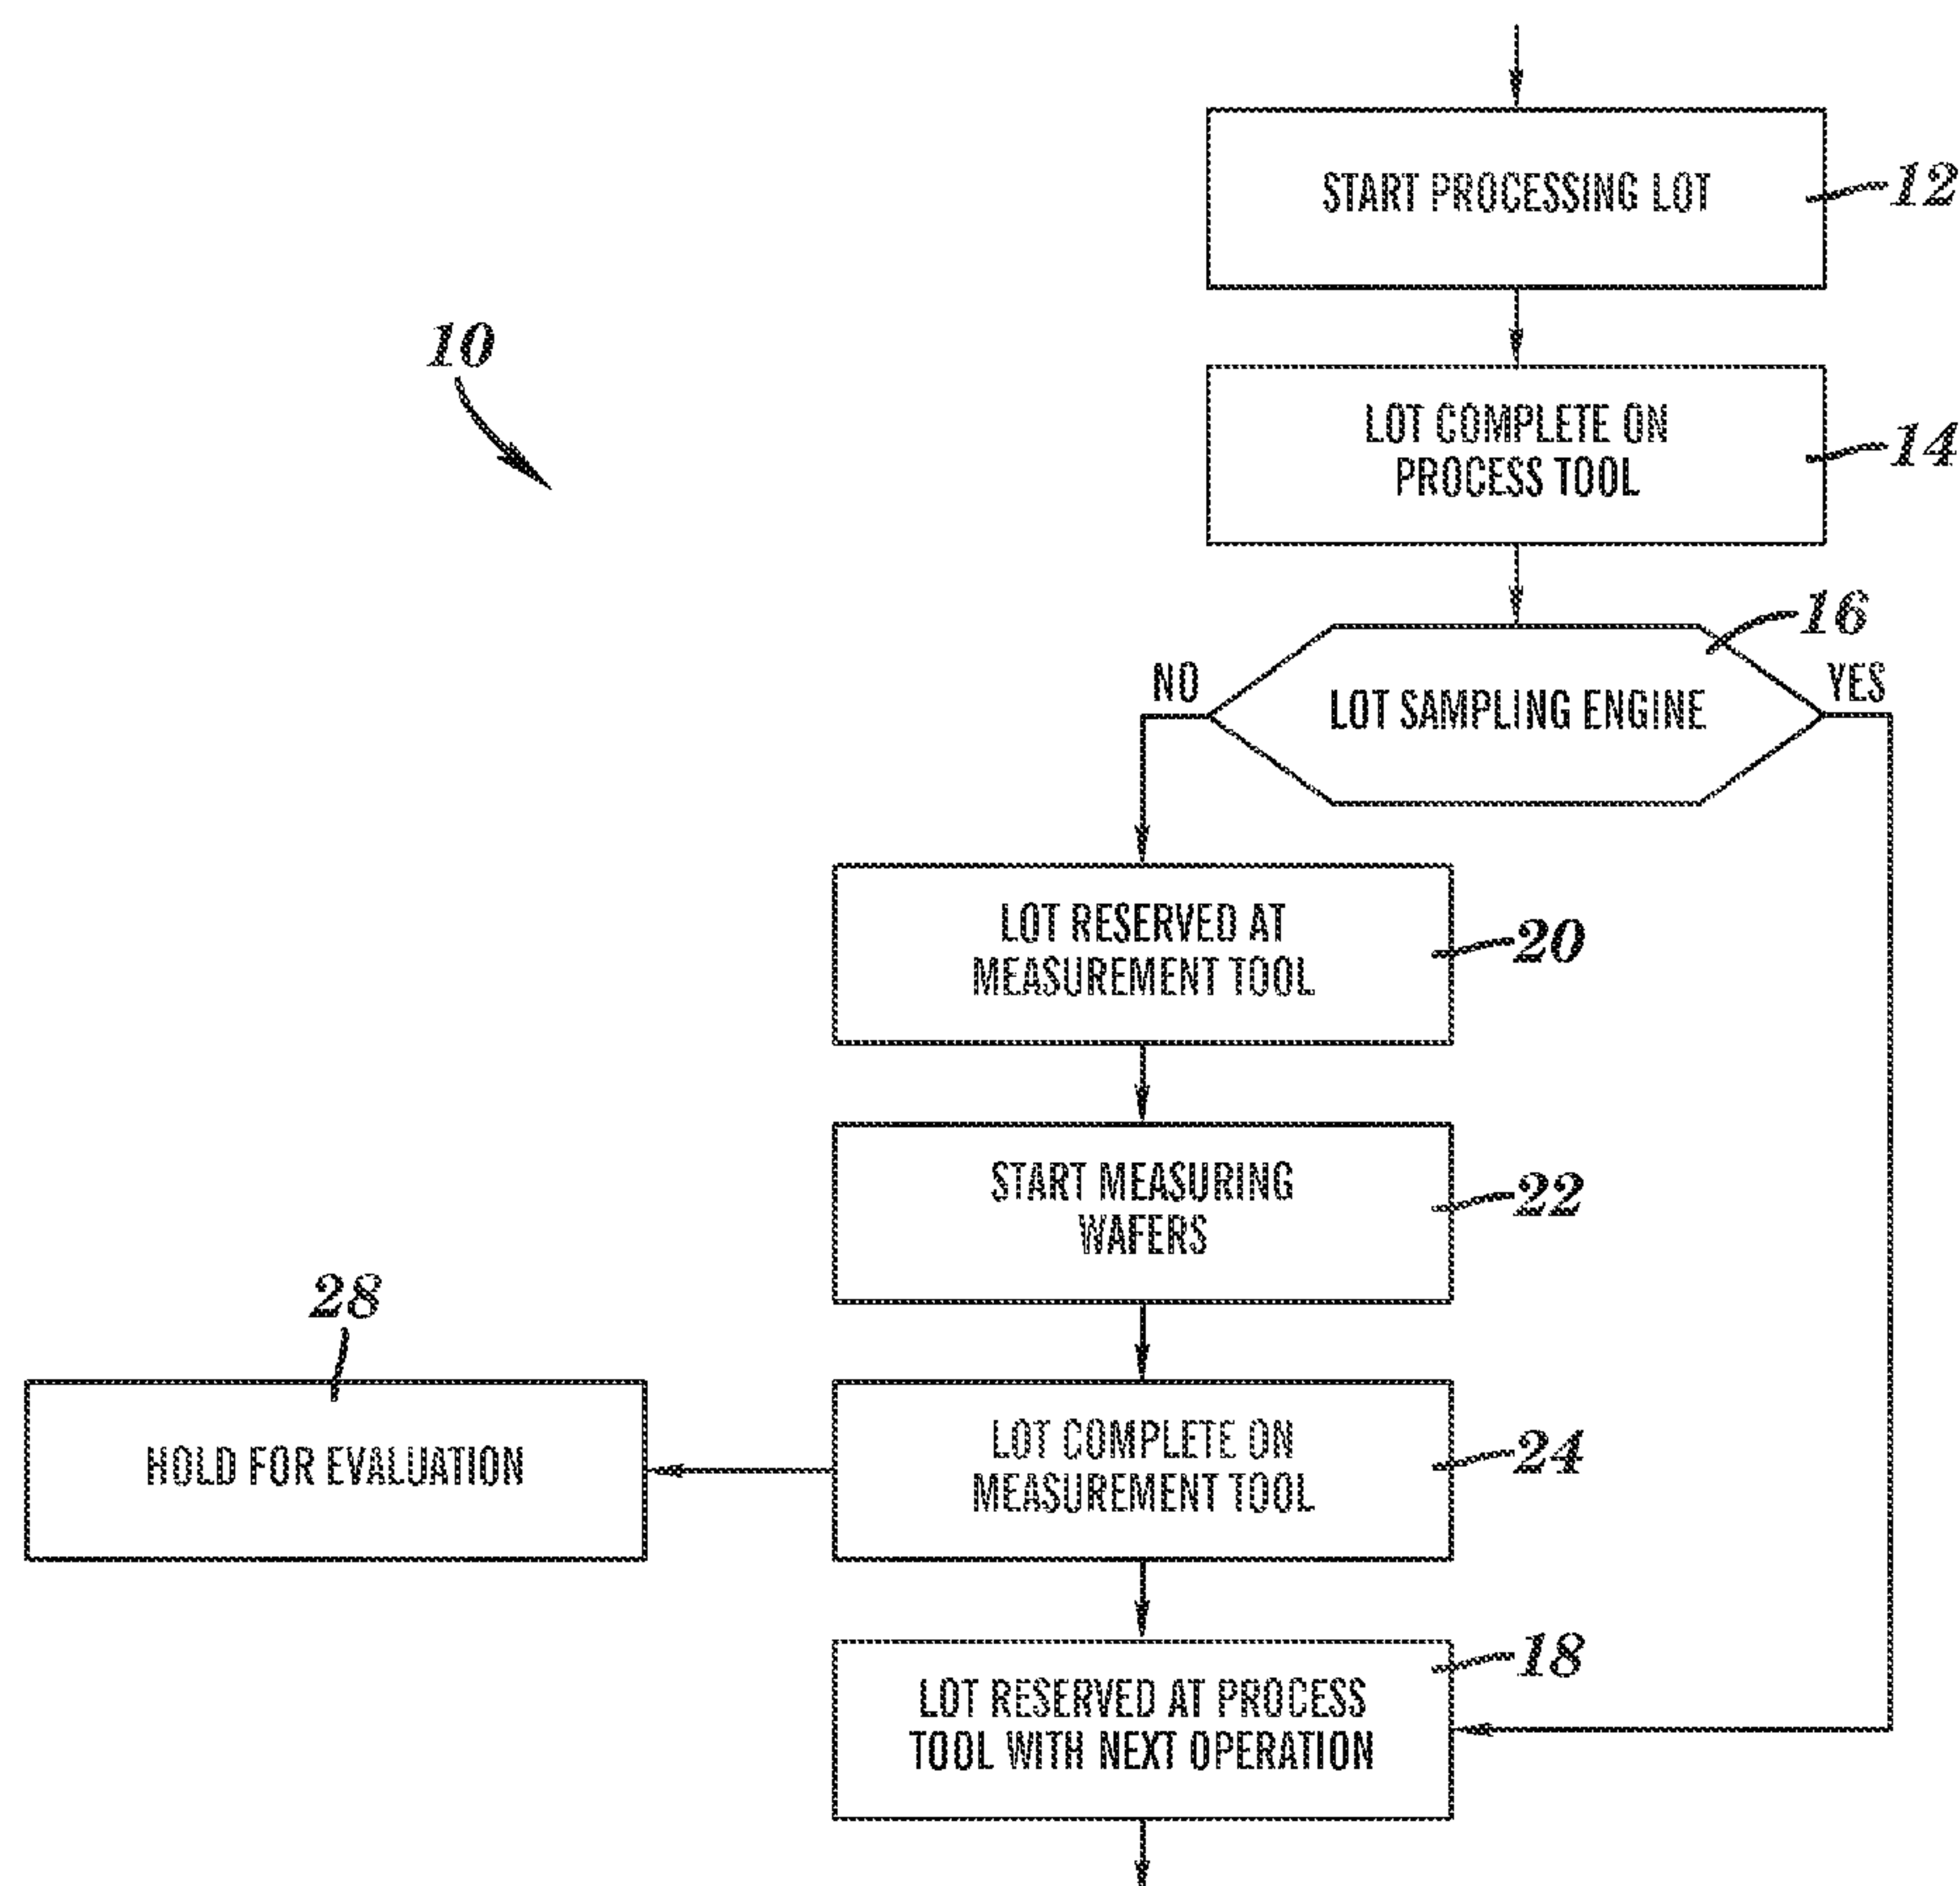 START PROCESSING LOT
12
10
LOT COMPLETE ON
PROCESS TOOL
14
16
NO
LOT SAMPLING ENGINE
YES
LOT RESERVED AT
MEASUREMENT TOOL
20
START MEASURING
WAFERS
22
28
HOLD FOR EVALUATION
LOT COMPLETE ON
MEASUREMENT TOOL
24
LOT RESERVED AT PROCESS
TOOL WITH NEXT OPERATION
18